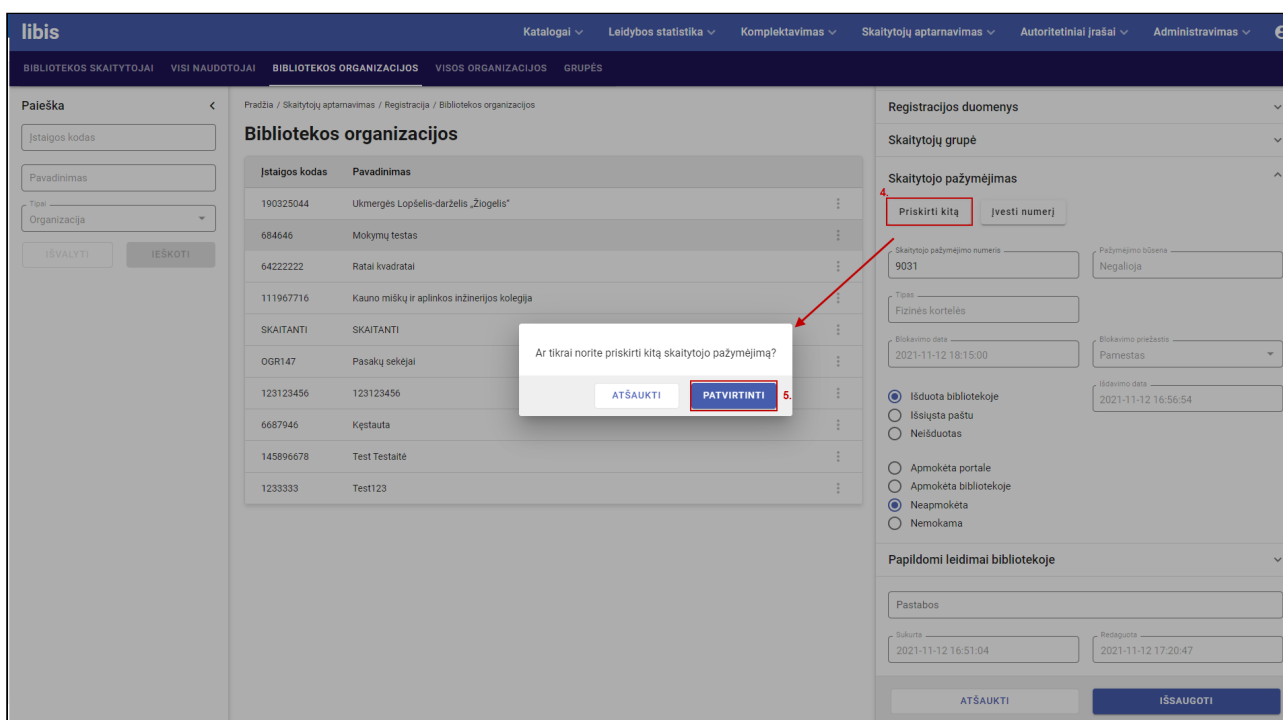 libis
Katalogai
Leidybos statistika
Komplektavimas
Skaitytojų aptarnavimas
Autoritetiniai įrašai
Administravimas
BIBLIOTEKOS SKAITYTOJAI
VISI NAUDOTOJAI
BIBLIOTEKOS ORGANIZACIJOS
VISOS ORGANIZACIJOS
GRUPĖS
Paieška
Įstaigos kodas
Pavadinimas
Tipai
Organizacija
IŠVALYTI
IEŠKOTI
Pradžia / Skaitytojų aptarnavimas / Registracija / Bibliotekos organizacijos
Bibliotekos organizacijos
Įstaigos kodas Pavadinimas
190325044 Ukmergės Lopšelis-darželis „Žiogelis"
684646 Mokymų testas
64222222 Ratai kvadratai
111967716 Kauno miškų ir aplinkos inžinerijos kolegija
SKAITANTI SKAITANTI
OGR147 Pasakų sekėjai
123123456 123123456
6687946 Kęstauta
145896678 Test Testaitė
1233333 Test123
Ar tikrai norite priskirti kitą skaitytojo pažymėjimą?
ATŠAUKTI
PATVIRTINTI
5.
Registracijos duomenys
Skaitytojų grupė
Skaitytojo pažymėjimas
4.
Priskirti kitą
Įvesti numerį
Skaitytojo pažymėjimo numeris
9031
Pažymėjimo būsena
Negalioja
Tipas
Fizinės kortelės
Blokavimo data
2021-11-12 18:15:00
Blokavimo priežastis
Pamestas
Išduota bibliotekoje
Išsiųsta paštu
Neišduotas
Išdavimo data
2021-11-12 16:56:54
Apmokėta portale
Apmokėta bibliotekoje
Neapmokėta
Nemokama
Papildomi leidimai bibliotekoje
Pastabos
Sukurta
2021-11-12 16:51:04
Redaguota
2021-11-12 17:20:47
ATŠAUKTI
IŠSAUGOTI